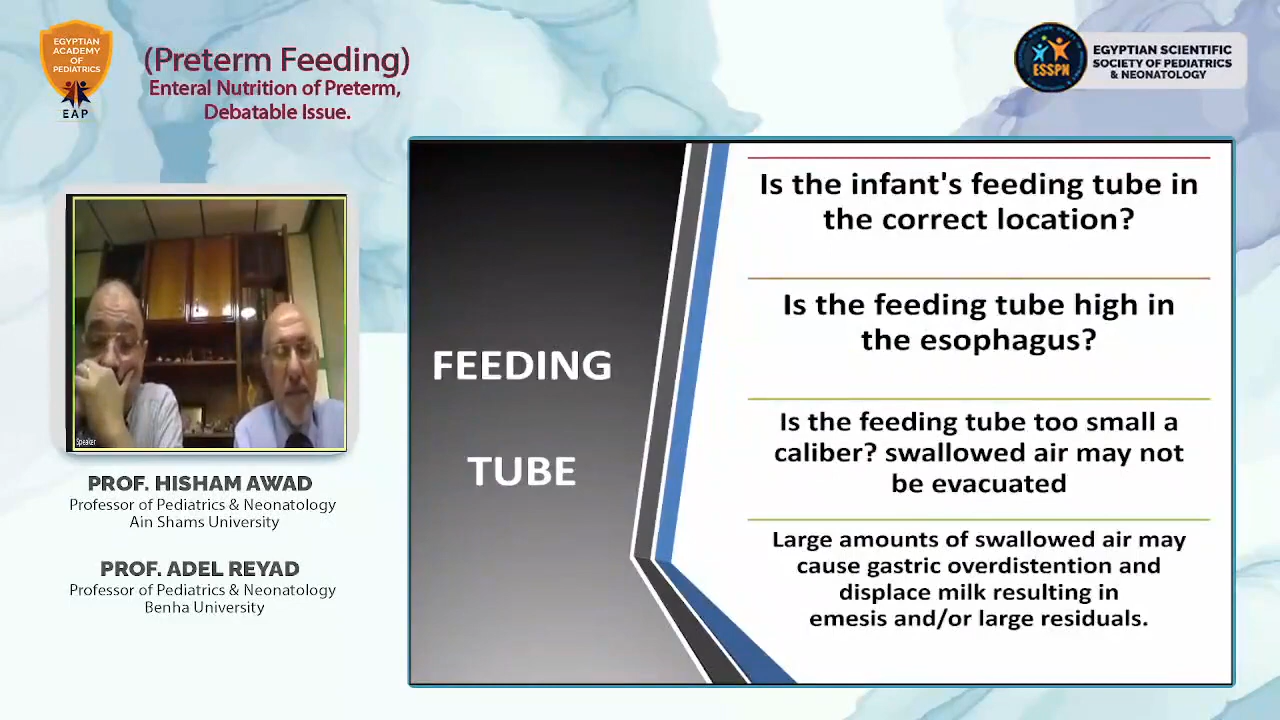 EGYPTIAN
ACADEMY
OF
PEDIATRICS
EAP
(Preterm Feeding)
Enteral Nutrition of Preterm,
Debatable Issue.
ESSPN
EGYPTIAN SCIENTIFIC
SOCIETY OF PEDIATRICS
& NEONATOLOGY
Speaker
PROF. HISHAM AWAD
Professor of Pediatrics & Neonatology
Ain Shams University
PROF. ADEL REYAD
Professor of Pediatrics & Neonatology
Benha University
FEEDING
TUBE
Is the infant's feeding tube in
the correct location?
Is the feeding tube high in
the esophagus?
Is the feeding tube too small a
caliber? swallowed air may not
be evacuated
Large amounts of swallowed air may
cause gastric overdistention and
displace milk resulting in
emesis and/or large residuals.